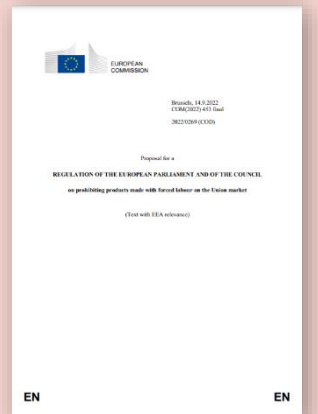 EUROPEAN
COMMISSION
Brussels, 14.9.2022
COM(2022) 453 final
2022/0269 (COD)
Proposal for a
REGULATION OF THE EUROPEAN PARLIAMENT AND OF THE COUNCIL
on prohibiting products made with forced labour on the Union market
(Text with EEA relevance)
EN
EN